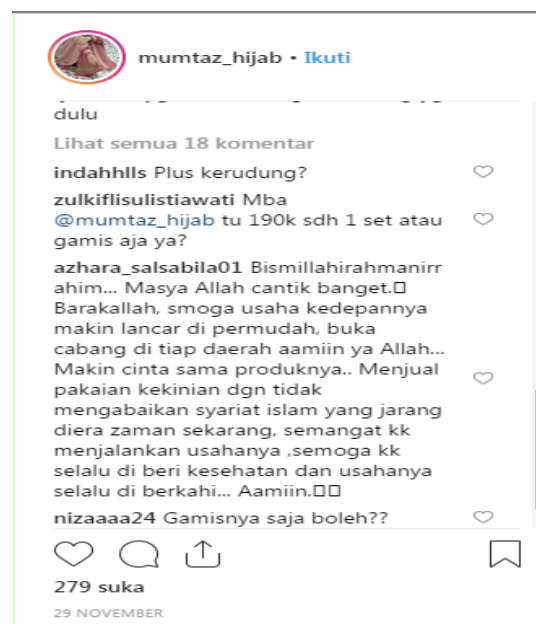 mumtaz_hijab • Ikuti
dulu
Lihat semua 18 komentar
indahhlls Plus kerudung?
zulkiflisulistiawati Mba
@mumtaz_hijab tu 190k sdh 1 set atau
gamis aja ya?
azhara_salsabila01 Bismillahirahmanirr
ahim... Masya Allah cantik banget.
Barakallah, smoga usaha kedepannya
makin lancar di permudah, buka
cabang di tiap daerah aamiin ya Allah...
Makin cinta sama produknya.. Menjual
pakaian kekinian dgn tidak
mengabaikan syariat islam yang jarang
diera zaman sekarang, semangat kk
menjalankan usahanya ,semoga kk
selalu di beri kesehatan dan usahanya
selalu di berkahi... Aamiin.
nizaaaa24 Gamisnya saja boleh??
279 suka
29 NOVEMBER